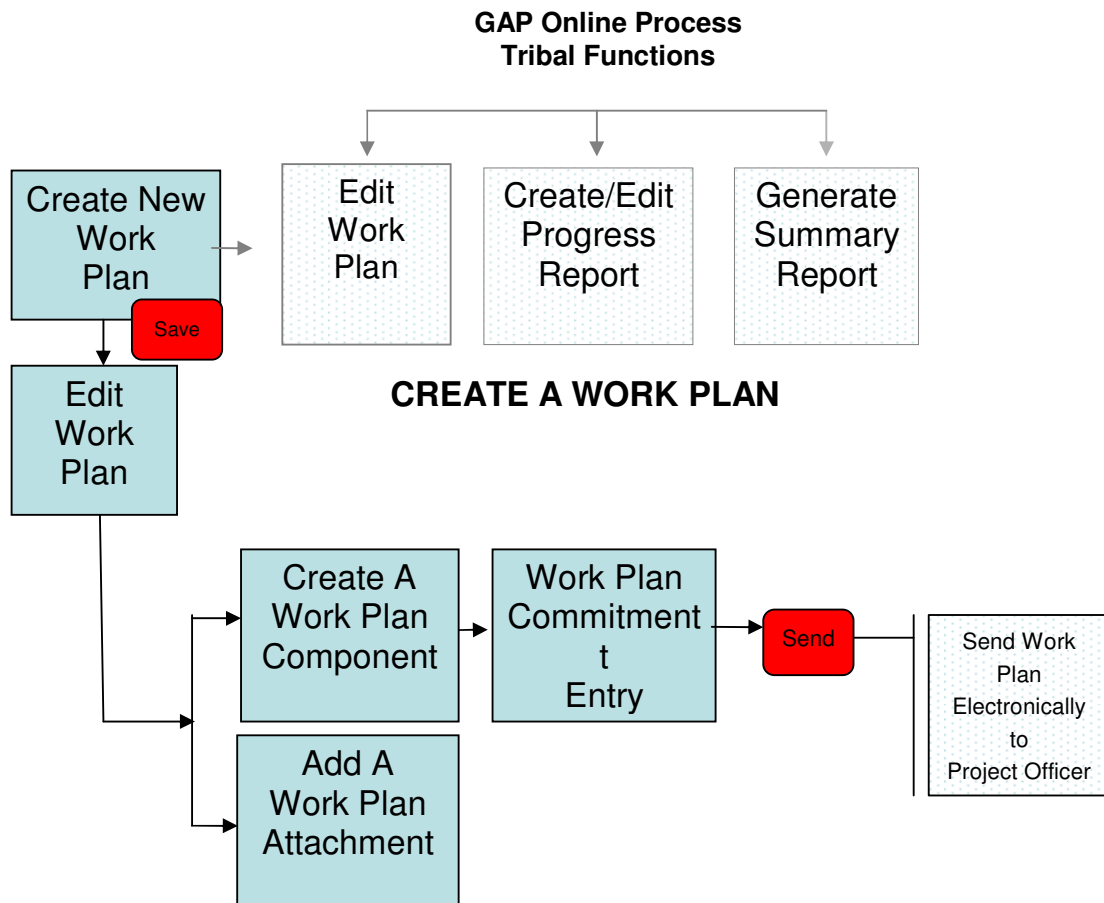 GAP Online Process
Tribal Functions
Create New
Work
Plan
Save
Edit
Work
Plan
Create/Edit
Progress
Report
Generate
Summary
Report
CREATE A WORK PLAN
Edit
Work
Plan
Create A
Work Plan
Component
Work Plan
Commitmen
t
Entry
Send
Send Work
Plan
Electronically
to
Project Officer
Add A
Work Plan
Attachment